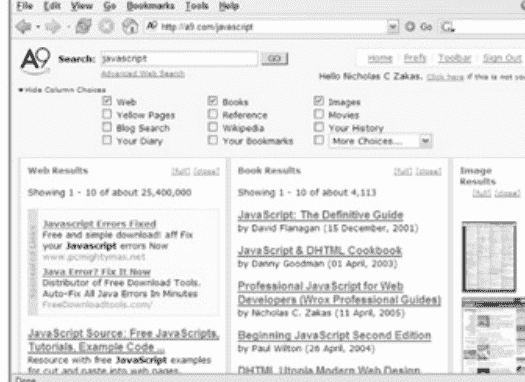 File Edit View Go Bookmarks Tools Help
http://a9.com/javascript
Go
A9
Search: javascript GO
Advanced Web Search
Home Prefs Toolbar Sign Out
Hello Nicholas C Zakas. Click here if this is not
Hide Column Choices
Web Books Images
Yellow Pages Reference Movies
Blog Search Wikipedia Your History
Your Diary Your Bookmarks More Choices...
Web Results [full] [close]
Showing 1 - 10 of about 25,400,000
Javascript Errors Fixed
Free and simple download! aff Fix
your Javascript errors Now
www.pcmightymax.net
Java Error? Fix It Now
Distributor of Free Download Tools.
Auto-Fix All Java Errors In Minutes
FreeDownloadtools.com/
JavaScript Source: Free JavaScripts,
Tutorials, Example Code ...
Resource with free JavaScript examples
for cut and paste into web pages.
Book Results [full] [close]
Showing 1 - 10 of about 4,113
JavaScript: The Definitive Guide
by David Flanagan (15 December, 2001)
JavaScript & DHTML Cookbook
by Danny Goodman (01 April, 2003)
Professional JavaScript for Web
Developers (Wrox Professional Guides)
by Nicholas C. Zakas (11 April, 2005)
Beginning JavaScript Second Edition
by Paul Wilton (26 April, 2004)
DHTML Utopia Modern Web Design
Image
Results
[full] [close]
Done